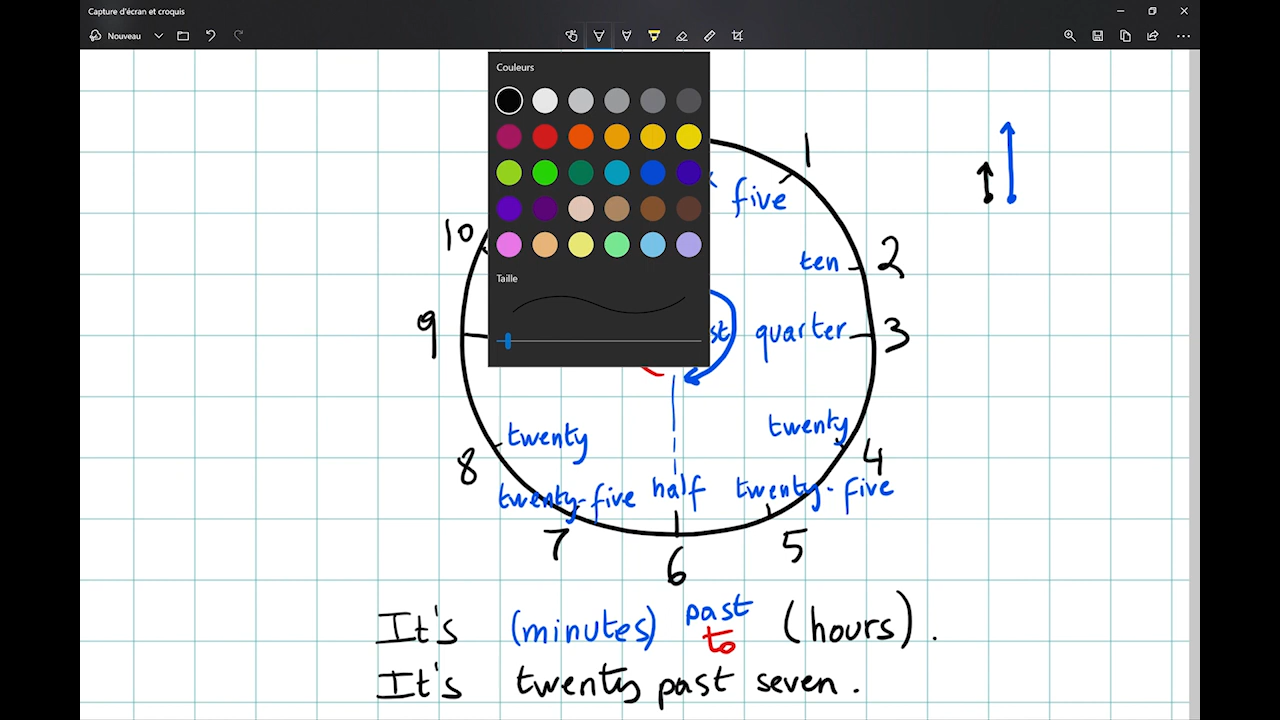 Capture d'écran et croquis
Nouveau
Couleurs
Taille
1
five
10
ten 2
9
st quarter 3
twenty
twenty
8
4
twenty-five half twenty-five
7
5
6
It's (minutes) past (hours).
to
It's twenty past seven.